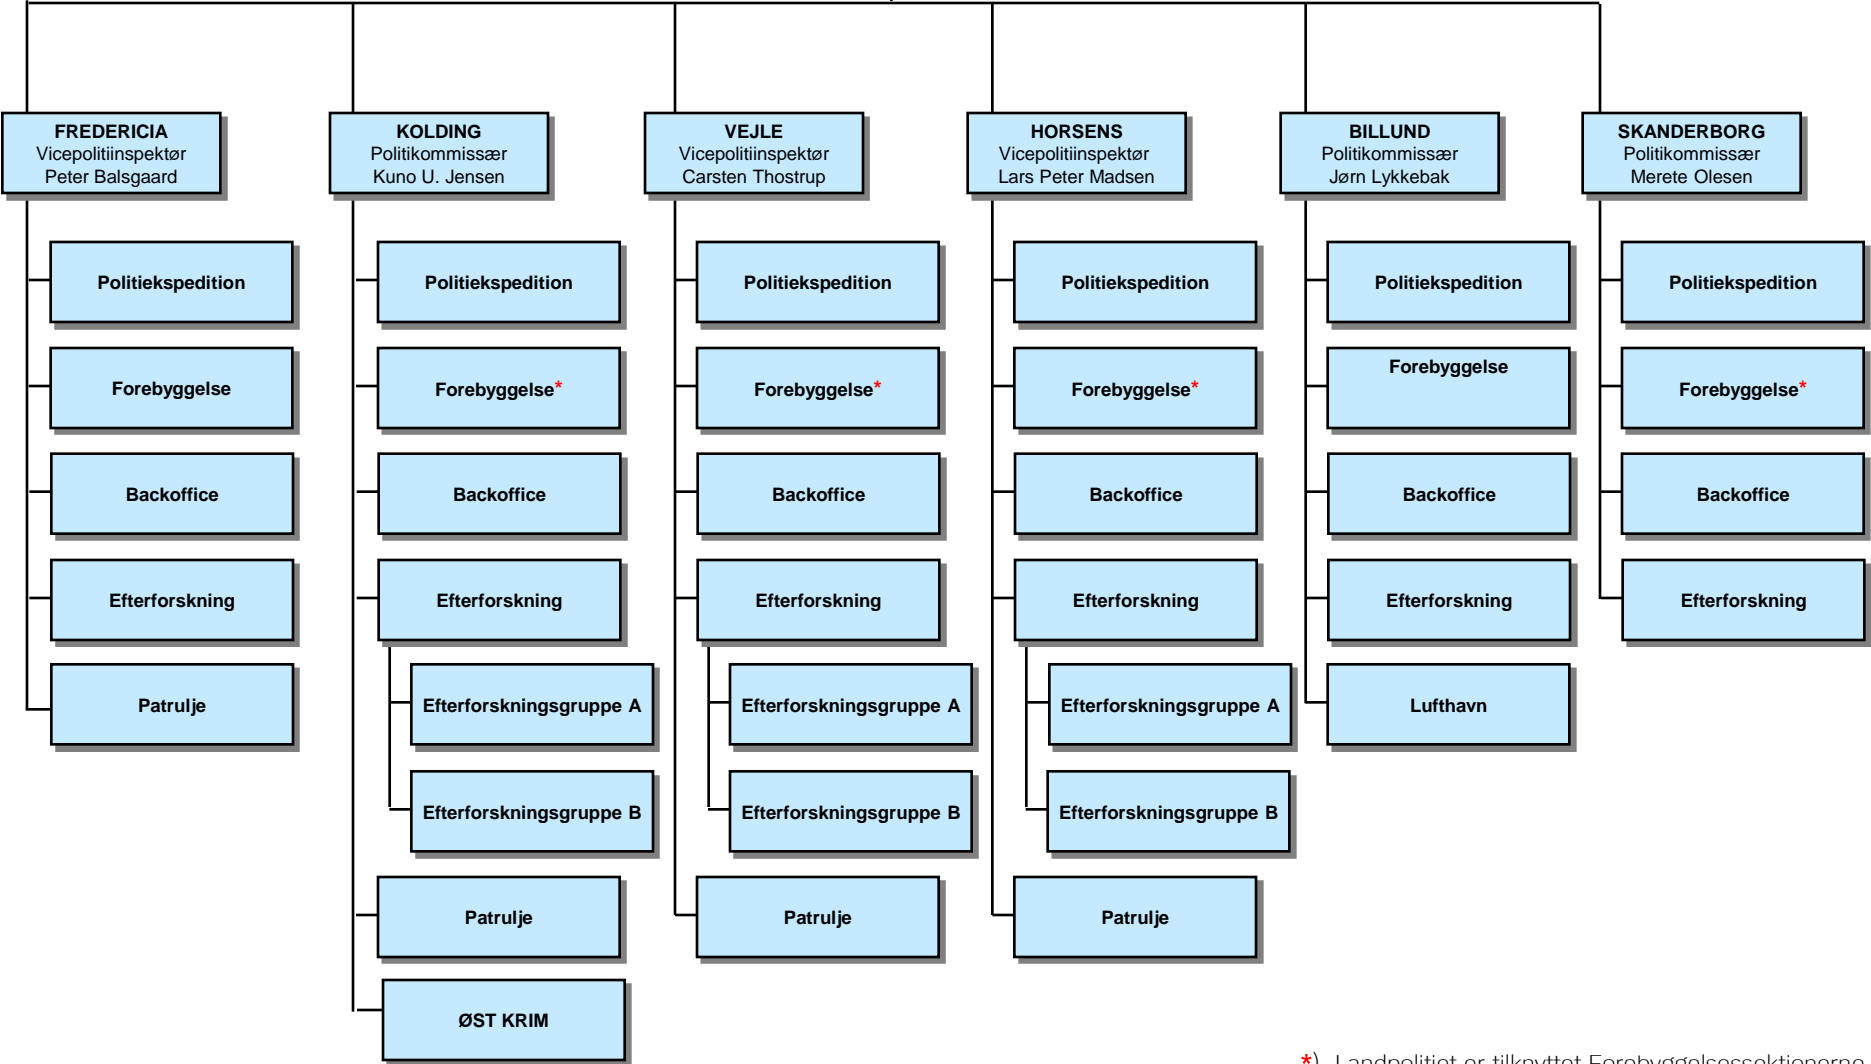 FREDERICIA
Vicepolitiinspektør
Peter Balsgaard
Politiekspedition
Forebyggelse
Backoffice
Efterforskning
Patrulje
KOLDING
Politikommissær
Kuno U. Jensen
Politiekspedition
Forebyggelse*
Backoffice
Efterforskning
Efterforskningsgruppe A
Efterforskningsgruppe B
Patrulje
ØST KRIM
VEJLE
Vicepolitiinspektør
Carsten Thostrup
Politiekspedition
Forebyggelse*
Backoffice
Efterforskning
Efterforskningsgruppe A
Efterforskningsgruppe B
Patrulje
HORSENS
Vicepolitiinspektør
Lars Peter Madsen
Politiekspedition
Forebyggelse*
Backoffice
Efterforskning
Efterforskningsgruppe A
Efterforskningsgruppe B
Patrulje
BILLUND
Politikommissær
Jørn Lykkebak
Politiekspedition
Forebyggelse
Backoffice
Efterforskning
Lufthavn
SKANDERBORG
Politikommissær
Merete Olesen
Politiekspedition
Forebyggelse*
Backoffice
Efterforskning
*) Landpolitiet er tilknyttet Forebyggelsessektionerne